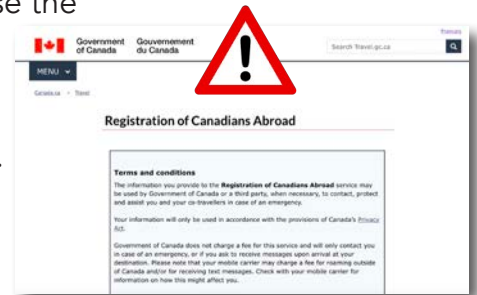 se the
français
Government Gouvernement
of Canada du Canada
Search Travel.gc.ca
MENU
Canada.ca > Travel
Registration of Canadians Abroad
.
Terms and conditions
The information you provide to the Registration of Canadians Abroad service may
be used by Government of Canada or a third party, when necessary, to contact, protect
and assist you and your co-travellers in case of an emergency.
Your information will only be used in accordance with the provisions of Canada's Privacy
Act.
Government of Canada does not charge a fee for this service and will only contact you
in case of an emergency, or if you ask to receive messages upon arrival at your
destination. Please note that your mobile carrier may charge a fee for roaming outside
of Canada and/or for receiving text messages. Check with your mobile carrier for
information on how this might affect you.